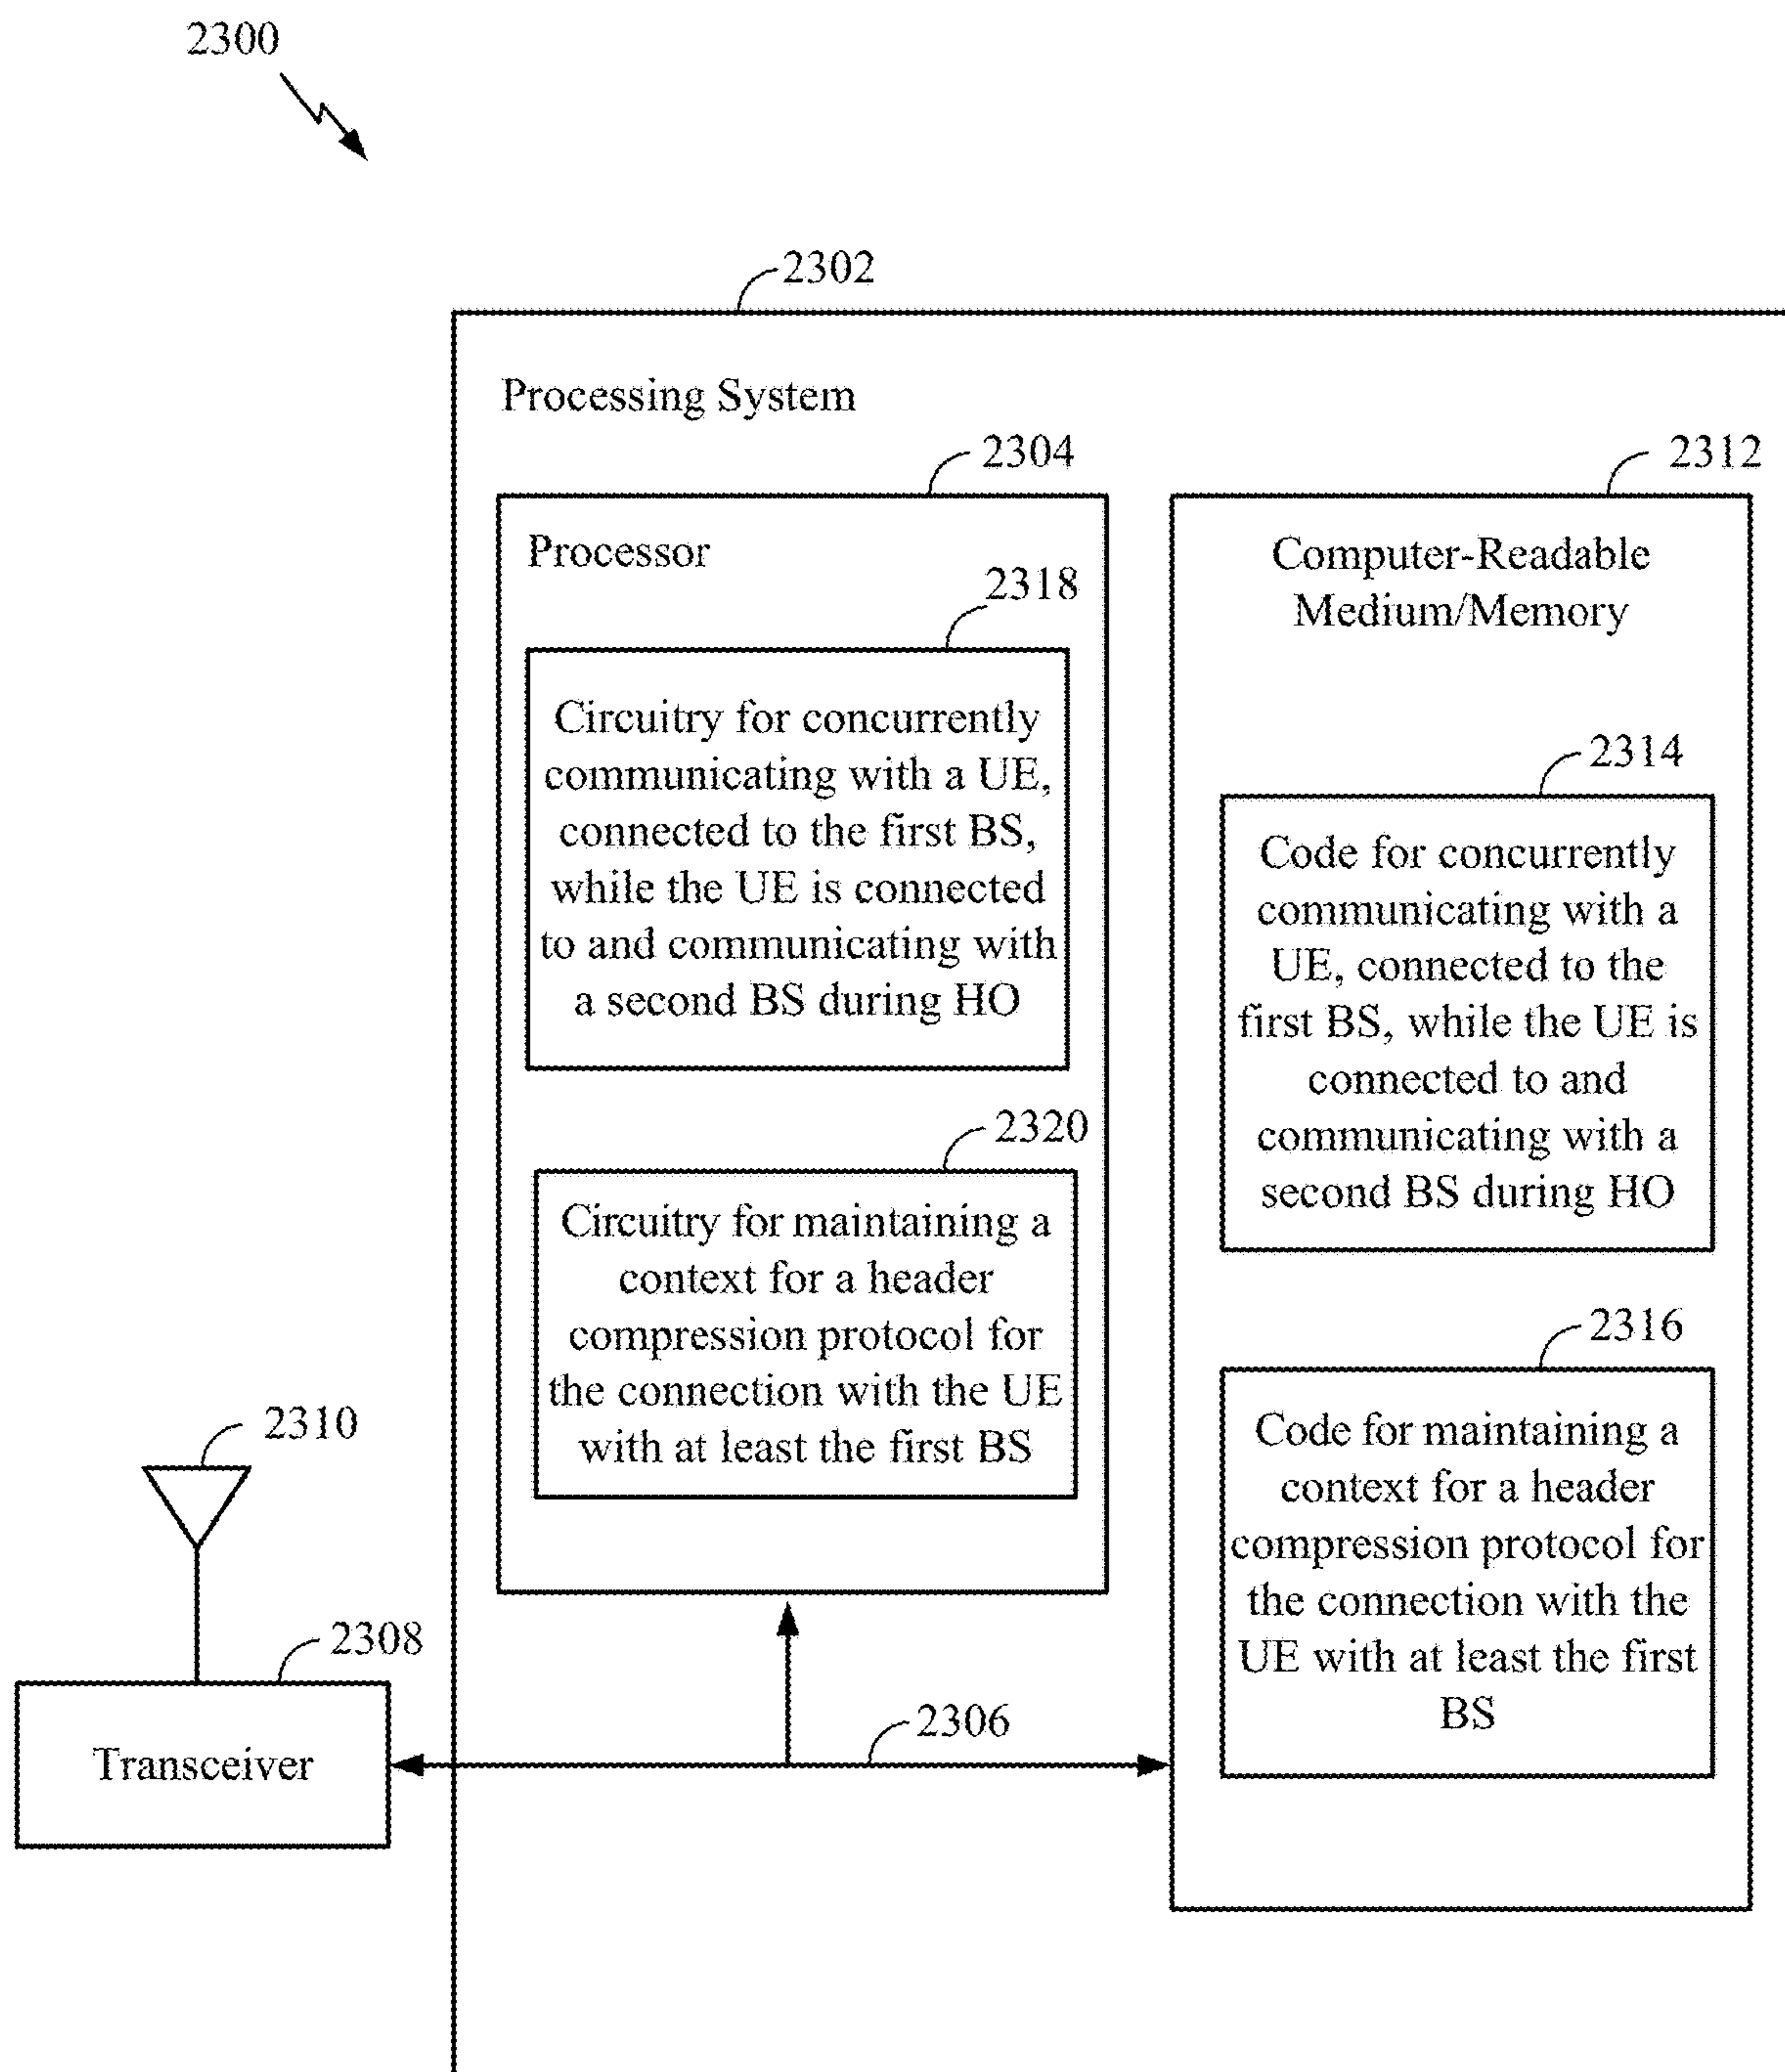 2300
2302
Processing System
2304
2312
Processor
2318
Circuitry for concurrently
communicating with a UE,
connected to the first BS,
while the UE is connected
to and communicating with
a second BS during HO
2320
Circuitry for maintaining a
context for a header
compression protocol for
the connection with the UE
with at least the first BS
Computer-Readable
Medium/Memory
2314
Code for concurrently
communicating with a
UE, connected to the
first BS, while the UE is
connected to and
communicating with a
second BS during HO
2316
Code for maintaining a
context for a header
compression protocol for
the connection with the
UE with at least the first
BS
2310
2308
Transceiver
2306